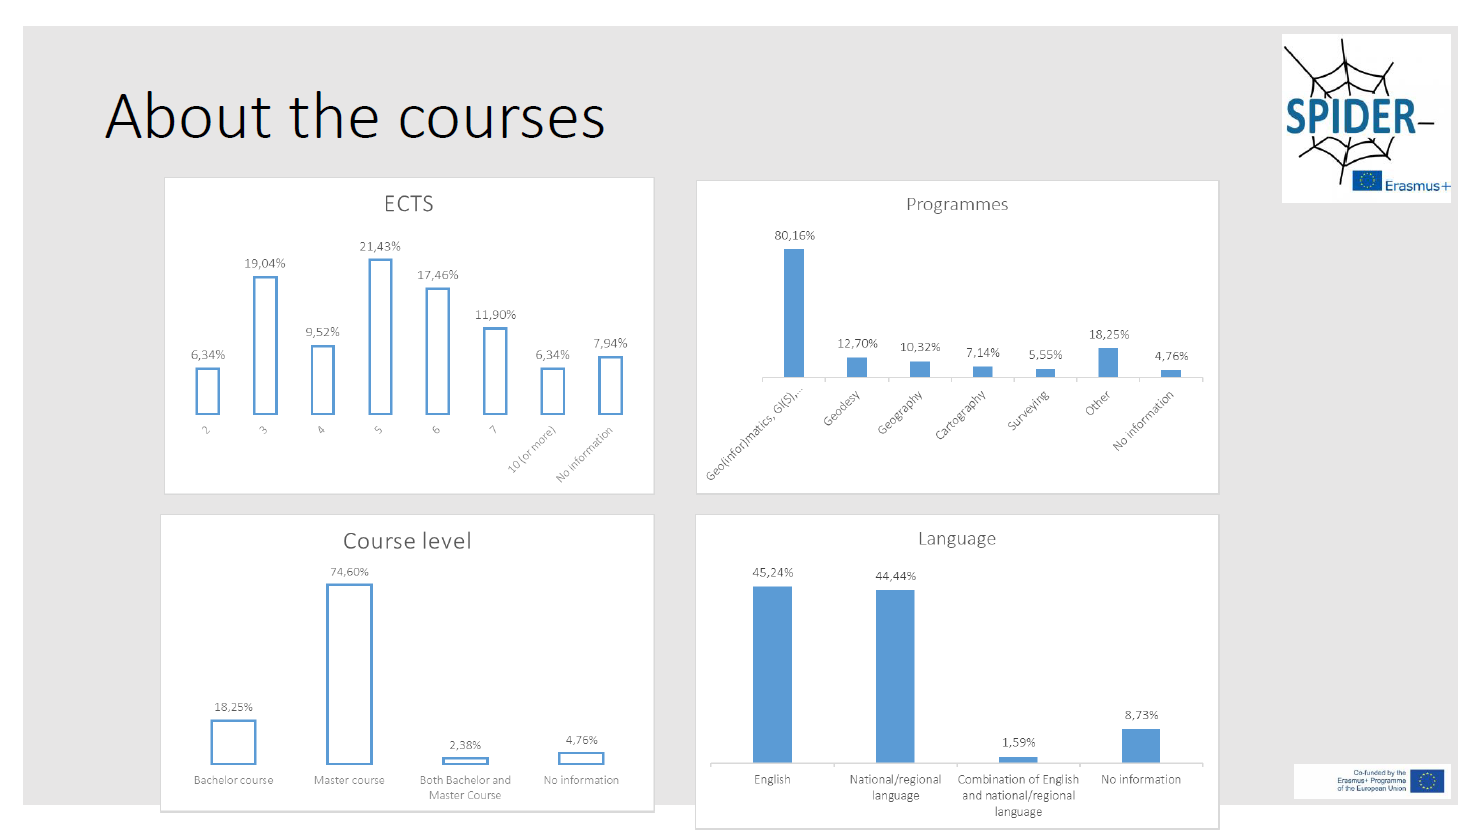 About the courses
SPIDER
Erasmus+
ECTS
21,43%
19,04%
17,46%
11,90%
9,52%
7,94%
6,34%
6,34%
2
3
4
5
6
7
10 (or more)
No information
Programmes
80,16%
12,70%
10,32%
7,14%
5,55%
18,25%
4,76%
Geo(infor)matics, GI(S),...
Geodesy
Geography
Cartography
Surveying
Other
No information
Course level
74,60%
18,25%
2,38%
4,76%
Bachelor course
Master course
Both Bachelor and
Master Course
No information
Language
45,24%
44,44%
1,59%
8,73%
English
National/regional
language
Combination of English
and national/regional
language
No information
Co-funded by the
Erasmus+ Programme
of the European Union